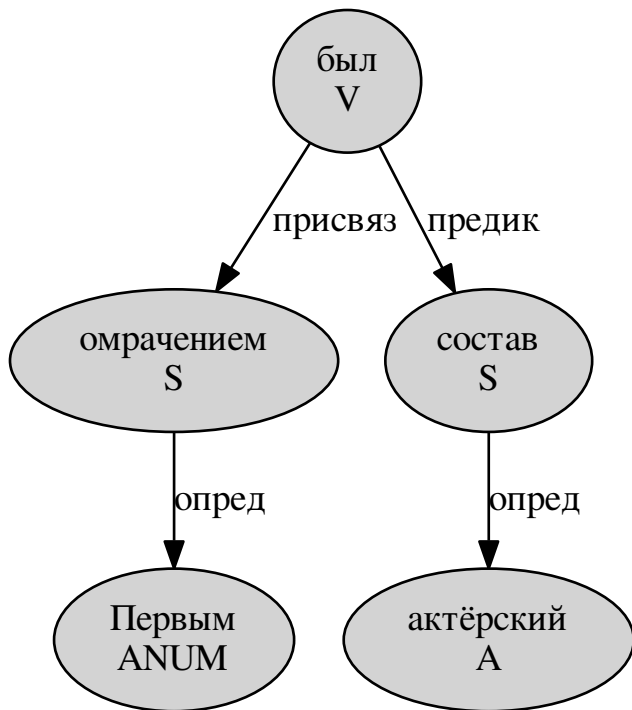 был
V
присвяз предик
омрачением состав
S S
опред опред
Первым актёрский
ANUM A